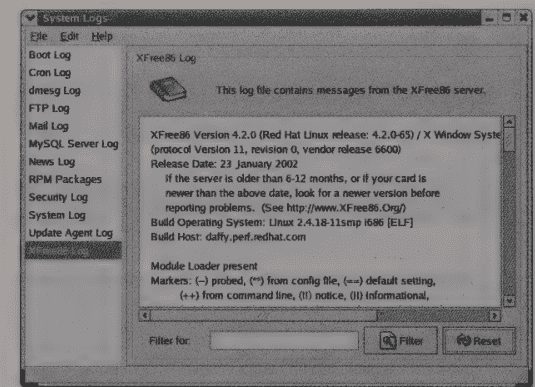 System Logs
File Edit Help
Boot Log
Cron Log
dmesg Log
FTP Log
Mail Log
MySQL Server Log
News Log
RPM Packages
Security Log
System Log
Update Agent Log
XFree86 Log
XFree86 Log
This log file contains messages from the XFree86 server.
XFree86 Version 4.2.0 (Red Hat Linux release: 4.2.0-65) / X Window Syste
(protocol Version 11, revision 0, vendor release 6600)
Release Date: 23 January 2002
If the server is older than 6-12 months, or if your card is
newer than the above date, look for a newer version before
reporting problems. (See http://www.XFree86.Org/)
Build Operating System: Linux 2.4.18-11smp i686 [ELF]
Build Host: daffy.perf.redhat.com
Module Loader present
Markers: (--) probed, (**) from config file, (==) default setting,
(++) from command line, (!!) notice, (II) informational,
Filter for:
Filter
Reset